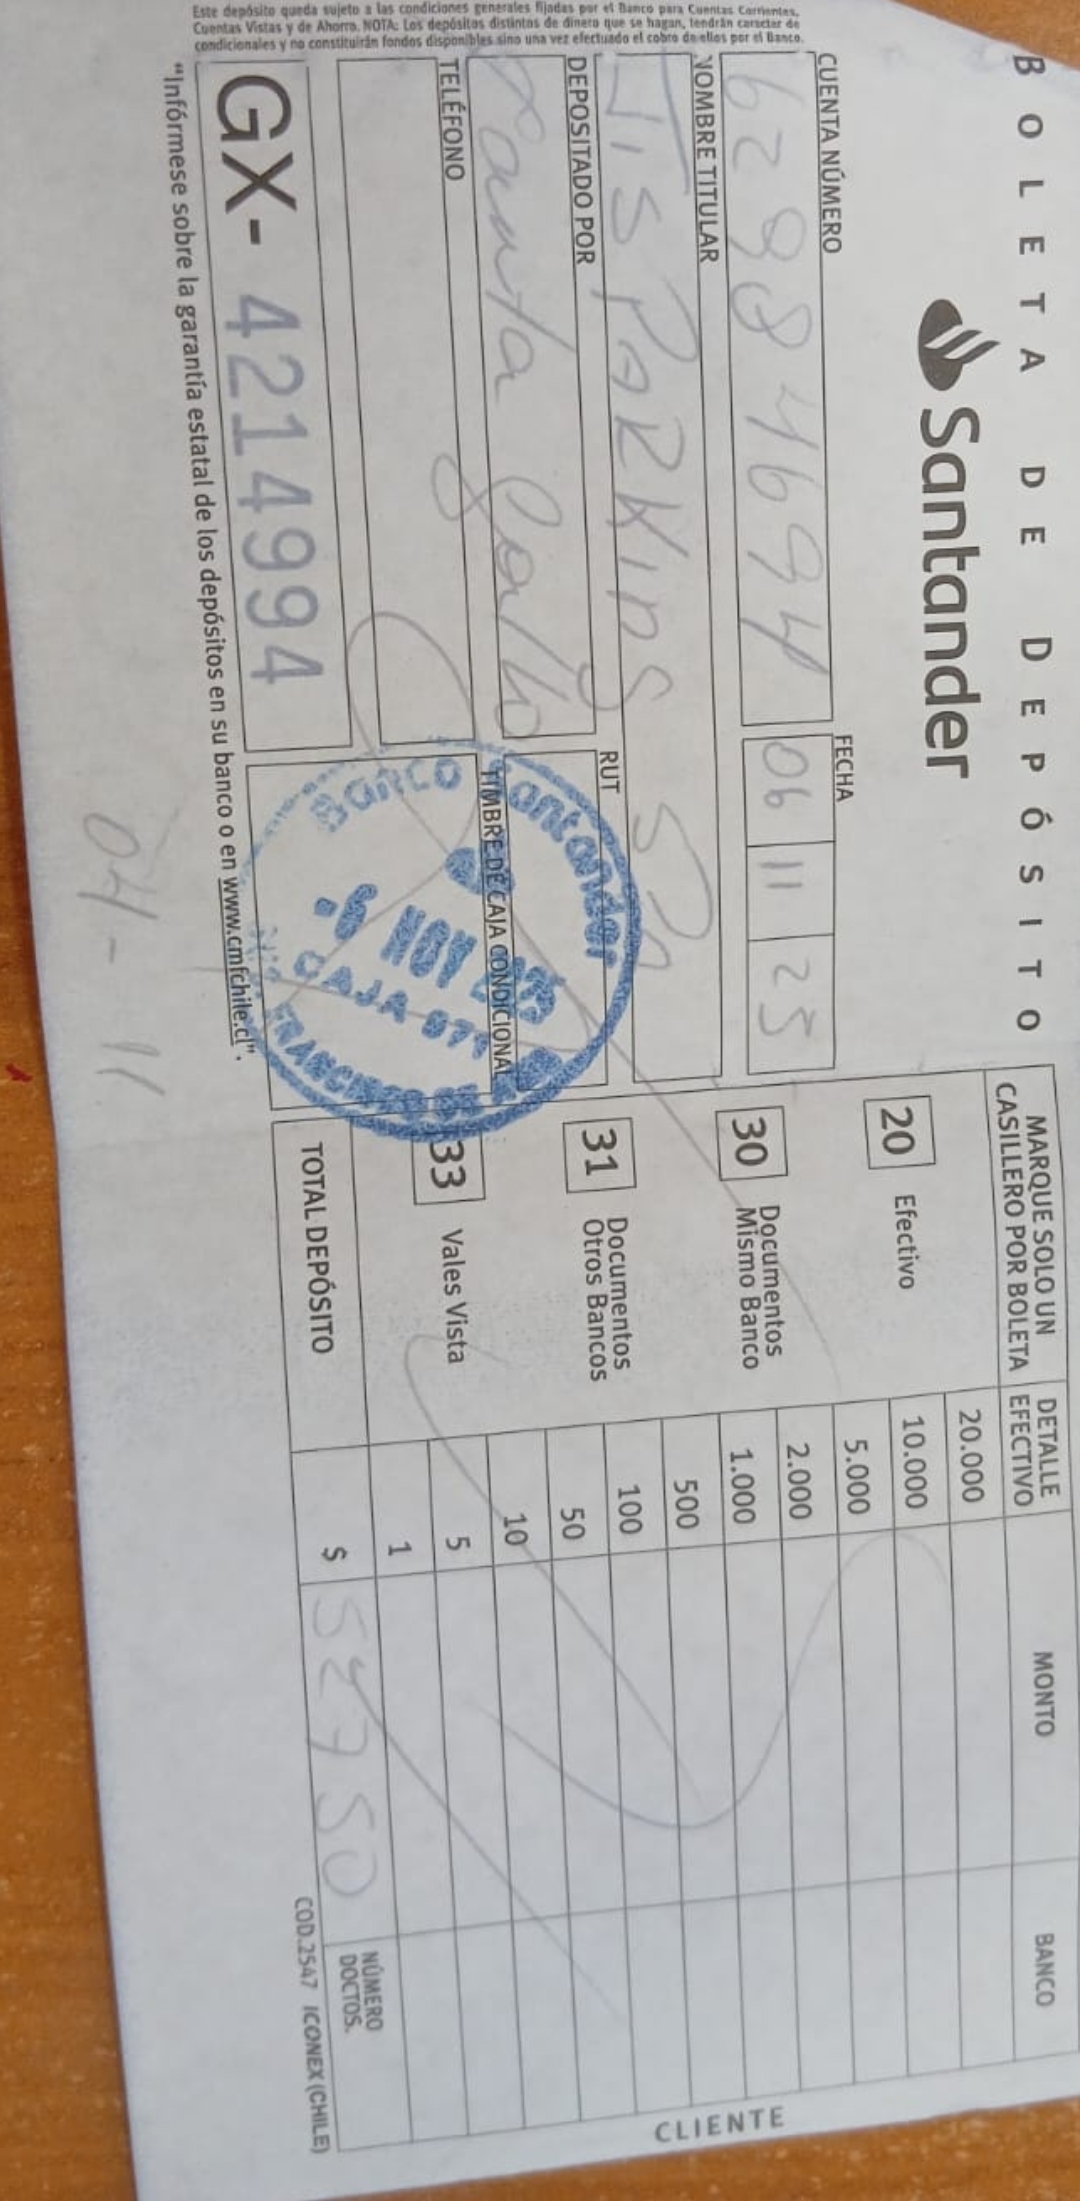 BOLETA DE DEPÓSITO
Santander
CUENTA NÚMERO
FECHA
06 11 25
NOMBRE TITULAR
JIS PARKING SPA
DEPOSITADO POR
RUT
TELÉFONO
TIMBRE DE CAJA CONDICIONAL
Santander
-6 NOV
CAJA
GX- 4214994
MARQUE SOLO UN
CASILLERO POR BOLETA
20 Efectivo
30 Documentos
Mismo Banco
31 Documentos
Otros Bancos
33 Vales Vista
DETALLE
EFECTIVO
MONTO
BANCO
20.000
10.000
5.000
2.000
1.000
500
100
50
10
5
1
TOTAL DEPÓSITO
$
NÚMERO
DOCTOS.
CLIENTE
Este depósito queda sujeto a las condiciones generales fijadas por el Banco para Cuentas Corrientes,
Cuentas Vistas y de Ahorro. NOTA: Los depósitos distintos de dinero que se hagan, tendrán carácter de
condicionales y no constituirán fondos disponibles sino una vez efectuado el cobro de ellos por el Banco.
"Infórmese sobre la garantía estatal de los depósitos en su banco o en www.cmfchile.cl".
COD.2547 ICONEX (CHILE)
04-11